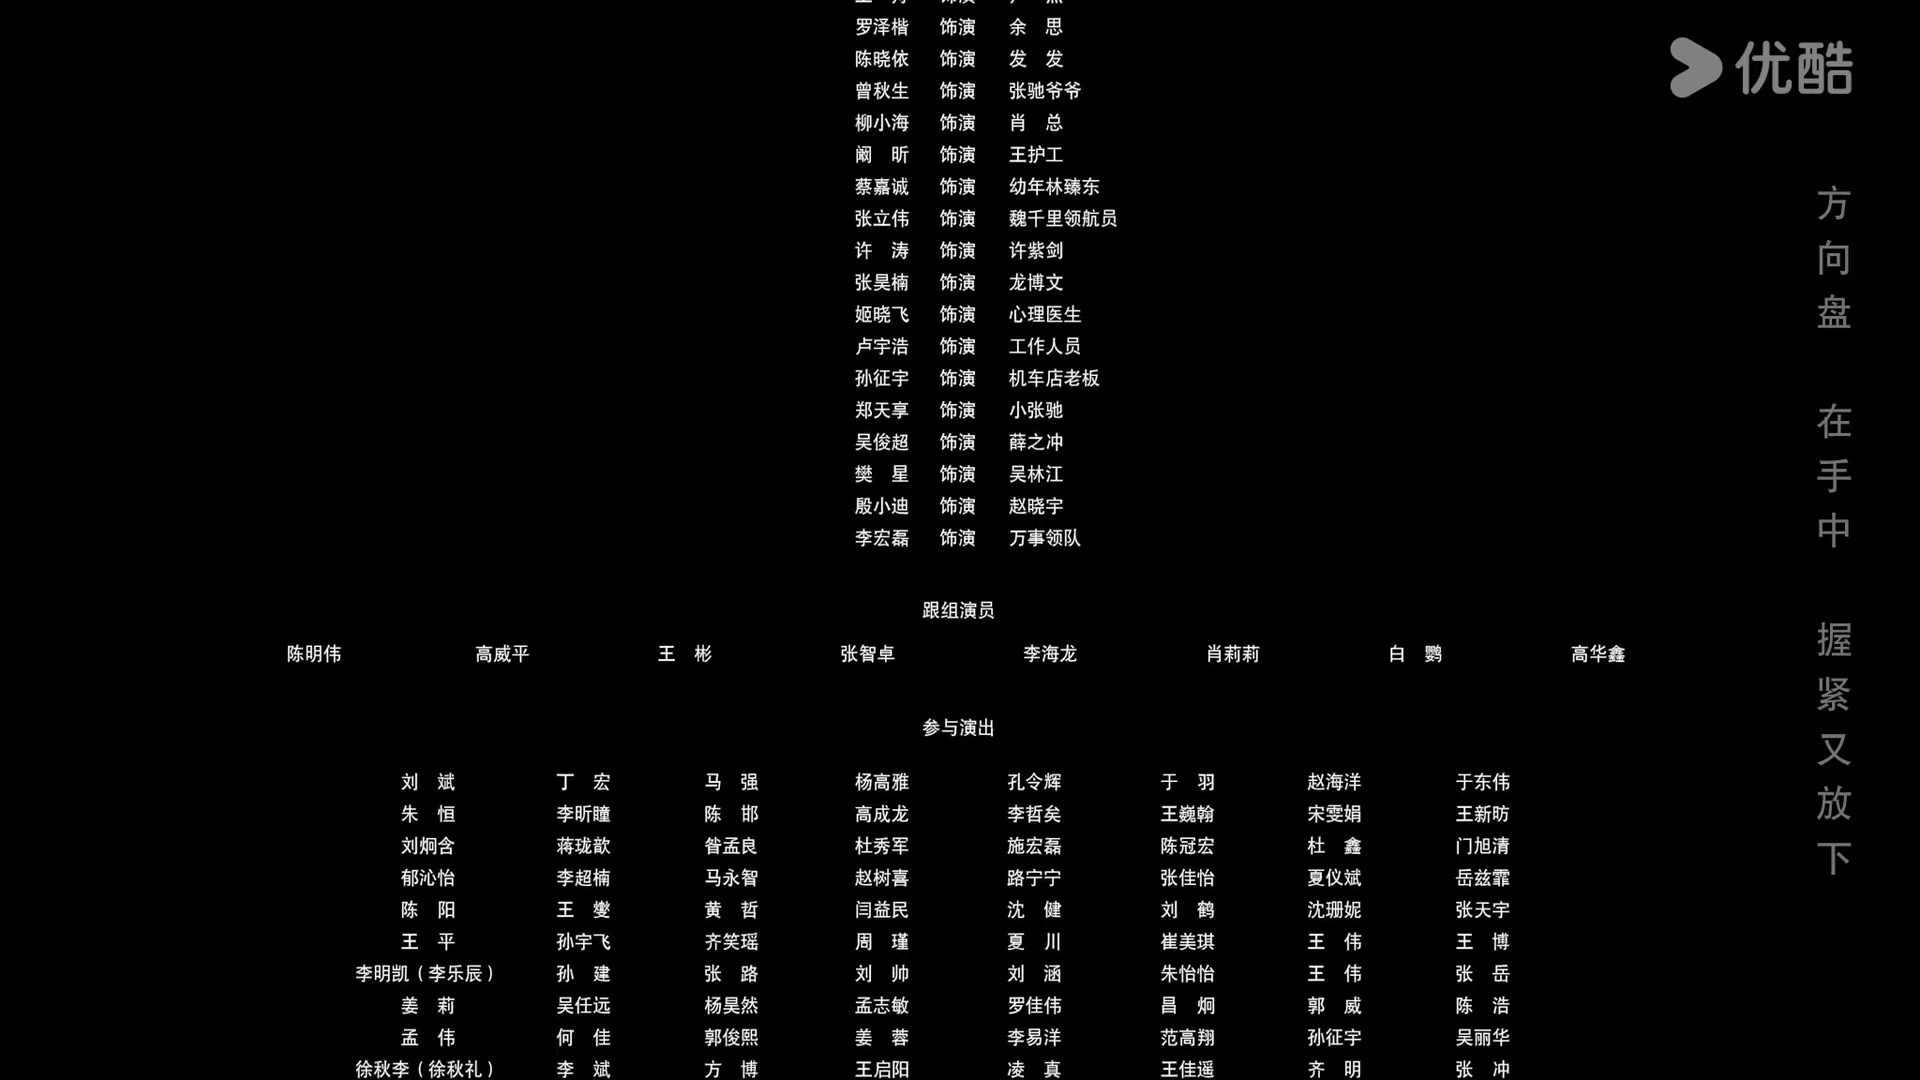 罗泽楷 饰演 余 思
陈晓依 饰演 发 发
曾秋生 饰演 张驰爷爷
柳小海 饰演 肖 总
阚 昕 饰演 王护工
蔡嘉诚 饰演 幼年林臻东
张立伟 饰演 魏千里领航员
许 涛 饰演 许紫剑
张昊楠 饰演 龙博文
姬晓飞 饰演 心理医生
卢宇浩 饰演 工作人员
孙征宇 饰演 机车店老板
郑天享 饰演 小张驰
吴俊超 饰演 薛之冲
樊 星 饰演 吴林江
殷小迪 饰演 赵晓宇
李宏磊 饰演 万事领队
跟组演员
陈明伟 高威平 王 彬 张智卓 李海龙 肖莉莉 白 鹦 高华鑫
参与演出
刘 斌 丁 宏 马 强 杨高雅 孔令辉 于 羽 赵海洋 于东伟
朱 恒 李昕瞳 陈 邯 高成龙 李哲矣 王巍翰 宋雯娟 王新昉
刘炯含 蒋珑歆 昝孟良 杜秀军 施宏磊 陈冠宏 杜 鑫 门旭清
郁沁怡 李超楠 马永智 赵树喜 路宁宁 张佳怡 夏仪斌 岳兹霏
陈 阳 王 燮 黄 哲 闫益民 沈 健 刘 鹤 沈珊妮 张天宇
王 平 孙宇飞 齐笑瑶 周 瑾 夏 川 崔美琪 王 伟 王 博
李明凯（李乐辰） 孙 建 张 路 刘 帅 刘 涵 朱怡怡 王 伟 张 岳
姜 莉 吴任远 杨昊然 孟志敏 罗佳伟 昌 炯 郭 威 陈 浩
孟 伟 何 佳 郭俊熙 姜 蓉 李易洋 范高翔 孙征宇 吴丽华
徐秋李（徐秋礼） 李 斌 方 博 王启阳 凌 真 王佳遥 齐 明 张 冲
优酷
方向盘 在手中 握紧又放下